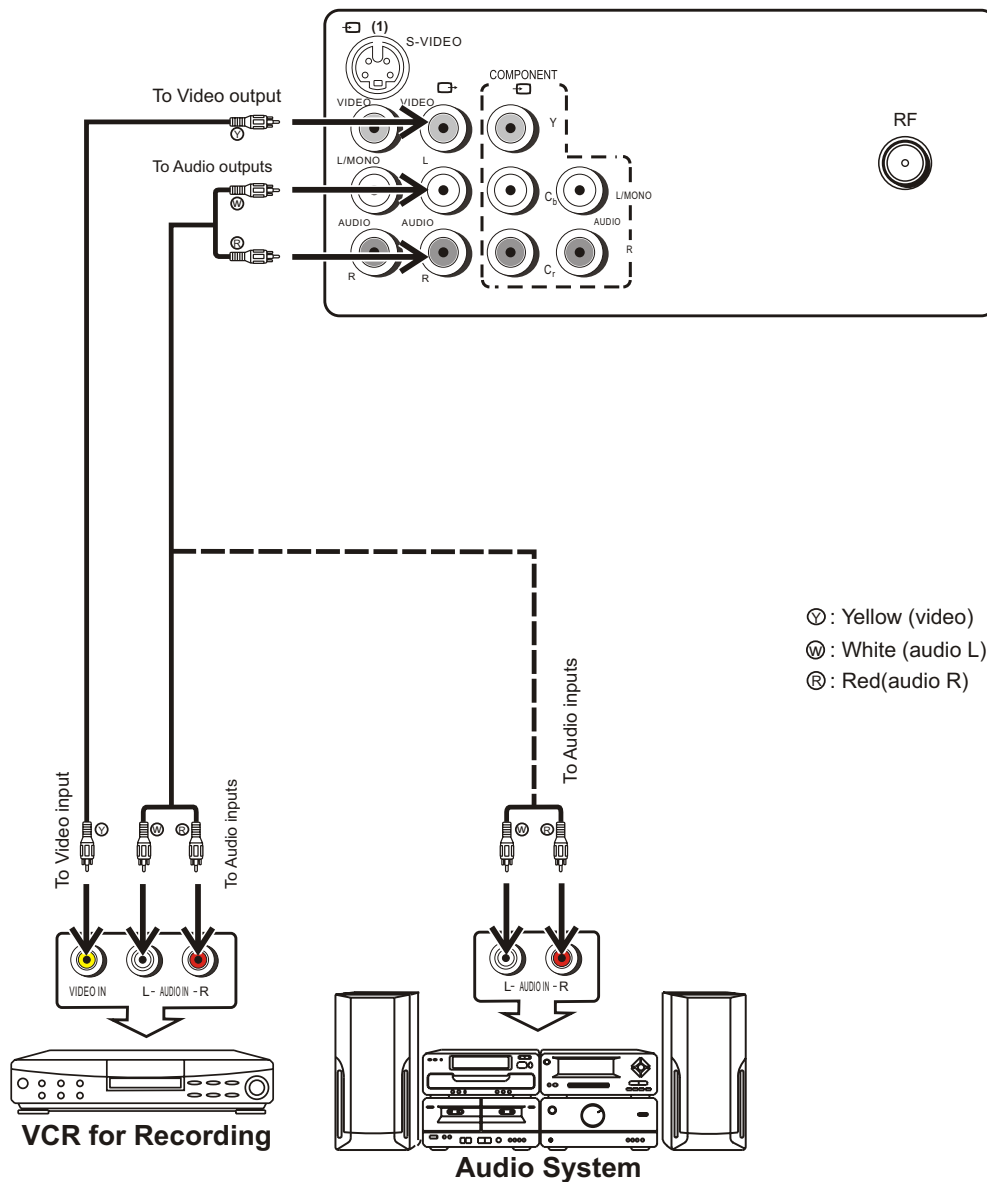 (1)
S-VIDEO
COMPONENT
To Video output
VIDEO VIDEO
Y
RF
Y
To Audio outputs
L/MONO L
W
Cb L/MONO
AUDIO AUDIO AUDIO
R
R
R R
Cr
Y : Yellow (video)
W : White (audio L)
R : Red(audio R)
To Video input
Y
W R
To Audio inputs
To Audio inputs
W R
VIDEO IN L- AUDIO IN -R
L- AUDIO IN -R
VCR for Recording
Audio System